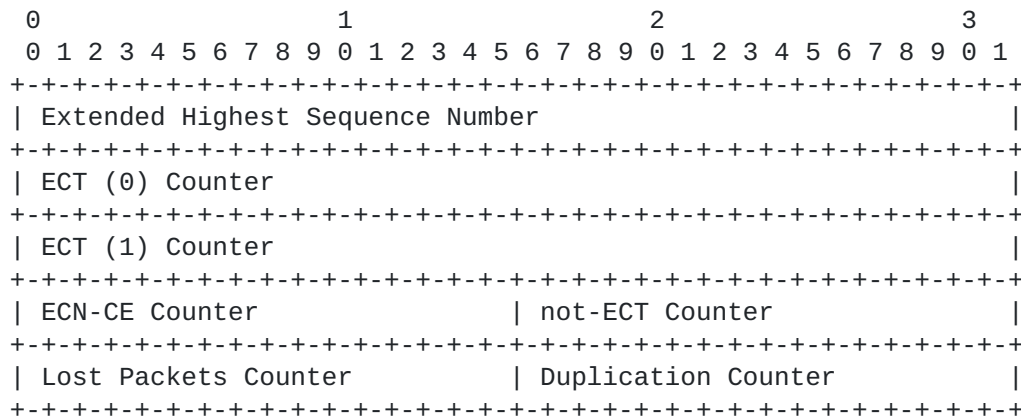 0                   1                   2                   3
 0 1 2 3 4 5 6 7 8 9 0 1 2 3 4 5 6 7 8 9 0 1 2 3 4 5 6 7 8 9 0 1
+-+-+-+-+-+-+-+-+-+-+-+-+-+-+-+-+-+-+-+-+-+-+-+-+-+-+-+-+-+-+-+-+
| Extended Highest Sequence Number                              |
+-+-+-+-+-+-+-+-+-+-+-+-+-+-+-+-+-+-+-+-+-+-+-+-+-+-+-+-+-+-+-+-+
| ECT (0) Counter                                               |
+-+-+-+-+-+-+-+-+-+-+-+-+-+-+-+-+-+-+-+-+-+-+-+-+-+-+-+-+-+-+-+-+
| ECT (1) Counter                                               |
+-+-+-+-+-+-+-+-+-+-+-+-+-+-+-+-+-+-+-+-+-+-+-+-+-+-+-+-+-+-+-+-+
| ECN-CE Counter                | not-ECT Counter               |
+-+-+-+-+-+-+-+-+-+-+-+-+-+-+-+-+-+-+-+-+-+-+-+-+-+-+-+-+-+-+-+-+
| Lost Packets Counter          | Duplication Counter           |
+-+-+-+-+-+-+-+-+-+-+-+-+-+-+-+-+-+-+-+-+-+-+-+-+-+-+-+-+-+-+-+-+